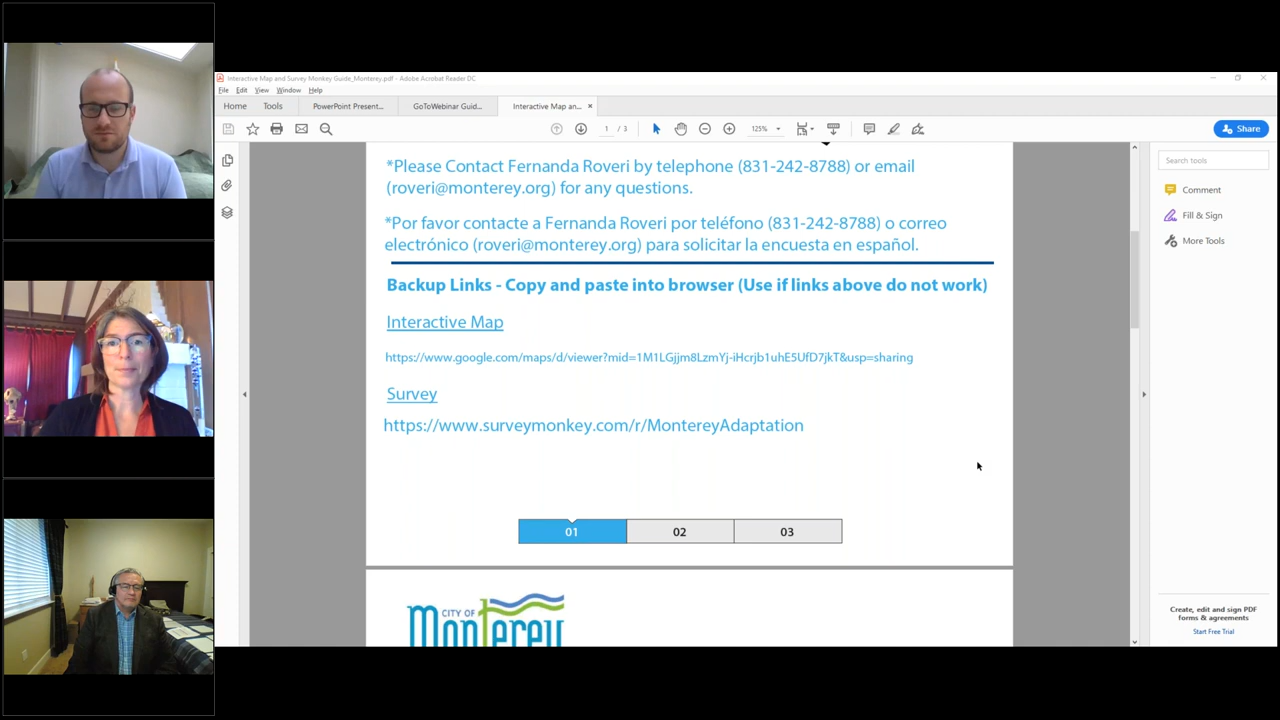 Interactive Map and Survey Monkey Guide_Monterey.pdf - Adobe Acrobat Reader DC
File Edit View Window Help
Home Tools PowerPoint Present... GoToWebinar Guid... Interactive Map an... ×
1 / 3 125% Share
*Please Contact Fernanda Roveri by telephone (831-242-8788) or email
(roveri@monterey.org) for any questions.
*Por favor contacte a Fernanda Roveri por teléfono (831-242-8788) o correo
electrónico (roveri@monterey.org) para solicitar la encuesta en español.
Backup Links - Copy and paste into browser (Use if links above do not work)
Interactive Map
https://www.google.com/maps/d/viewer?mid=1M1LGjjm8LzmYj-iHcrjb1uhE5UfD7jkT&usp=sharing
Survey
https://www.surveymonkey.com/r/MontereyAdaptation
01 02 03
CITY OF
Monterey
Search tools
Comment
Fill & Sign
More Tools
Create, edit and sign PDF
forms & agreements
Start Free Trial